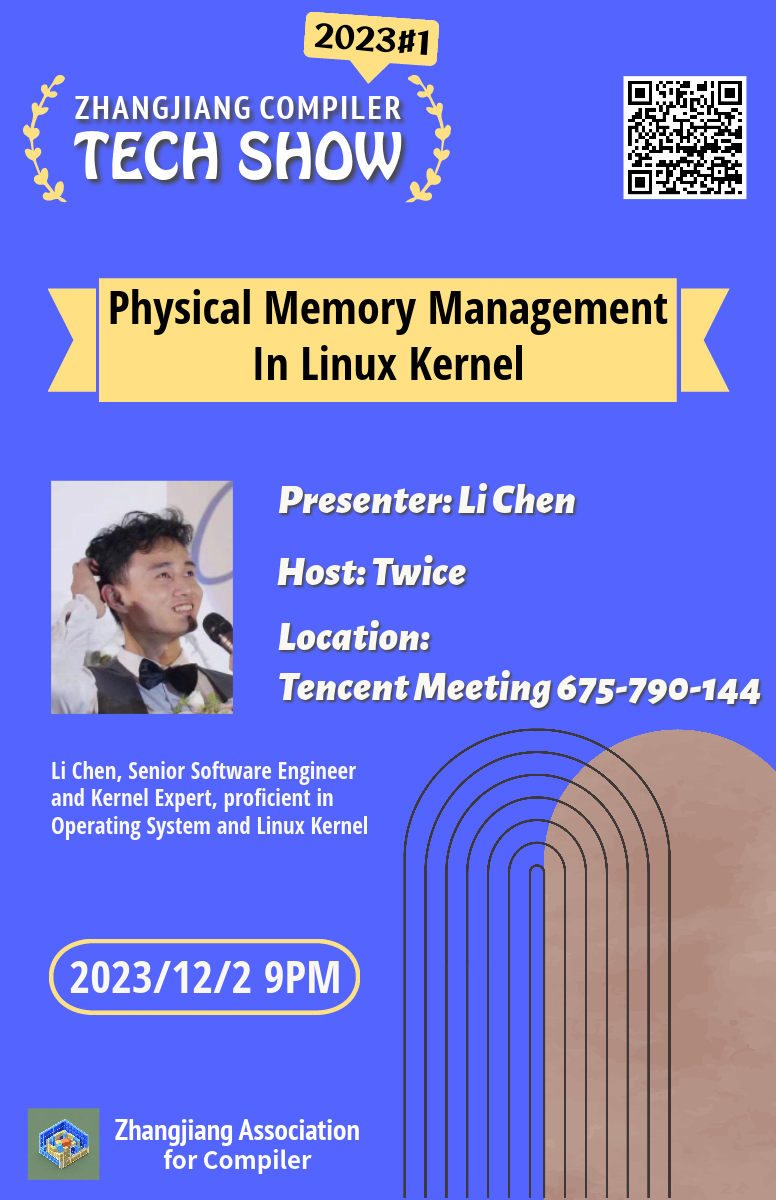 2023#1
ZHANGJIANG COMPILER
TECH SHOW
Physical Memory Management
In Linux Kernel
Presenter: Li Chen
Host: Twice
Location:
Tencent Meeting 675-790-144
Li Chen, Senior Software Engineer
and Kernel Expert, proficient in
Operating System and Linux Kernel
2023/12/2 9PM
Zhangjiang Association
for Compiler